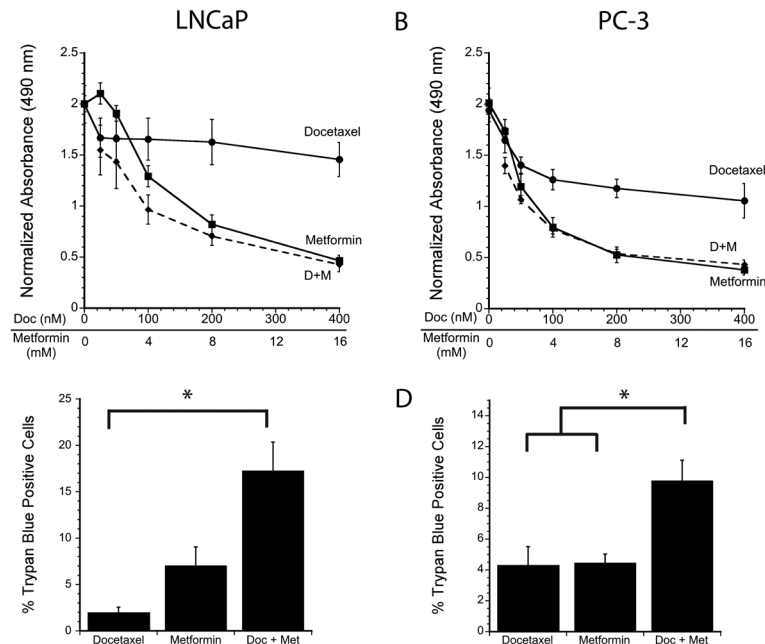 LNCaP
B
PC-3
Normalized Absorbance (490 nm)
2.5
2
1.5
1
0.5
0
Docetaxel
Metformin
D+M
Doc (nM)
0 100 200 300 400
Metformin
(mM)
0 4 8 12 16
Normalized Absorbance (490 nm)
2.5
2
1.5
1
0.5
0
Docetaxel
D+M
Metformin
Doc (nM)
0 100 200 300 400
Metformin
(mM)
0 4 8 12 16
% Trypan Blue Positive Cells
25
20
15
10
5
0
*
Docetaxel Metformin Doc + Met
D
% Trypan Blue Positive Cells
14
12
10
8
6
4
2
0
*
Docetaxel Metformin Doc + Met